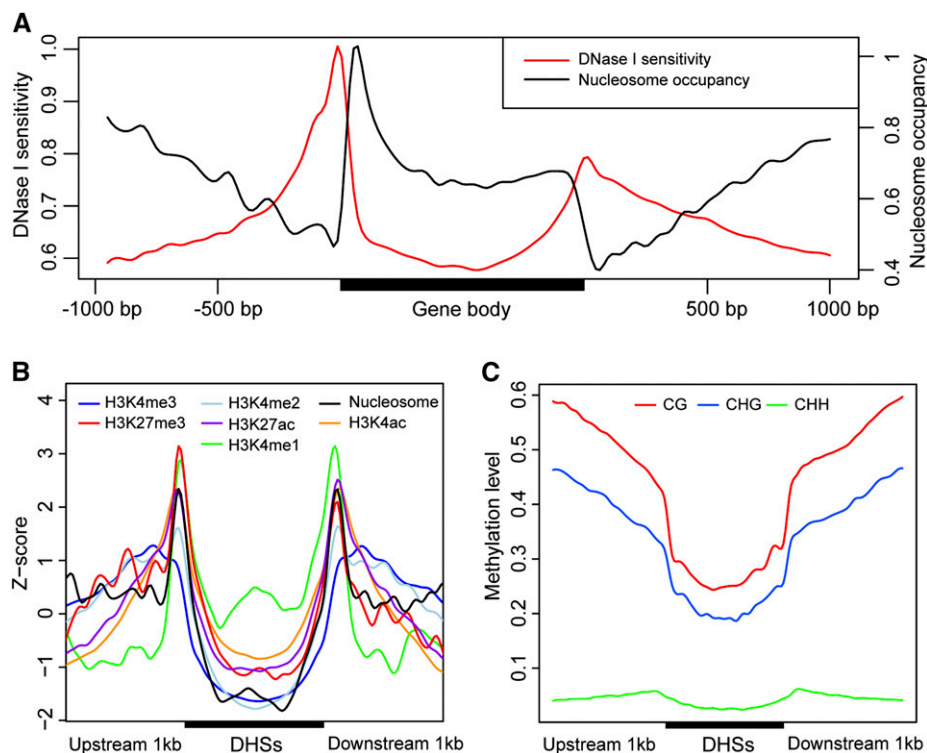 A
DNase I sensitivity
0.6 0.7 0.8 0.9 1.0
DNase I sensitivity
Nucleosome occupancy
0.4 0.6 0.8 1
Nucleosome occupancy
-1000 bp -500 bp Gene body 500 bp 1000 bp
B
Z-score
4
3
2
1
0
-1
-2
H3K4me3 H3K4me2 Nucleosome
H3K27me3 H3K27ac H3K4ac
H3K4me1
Upstream 1kb DHSs Downstream 1kb
C
Methylation level
0.1 0.2 0.3 0.4 0.5 0.6
CG CHG CHH
Upstream 1kb DHSs Downstream 1kb